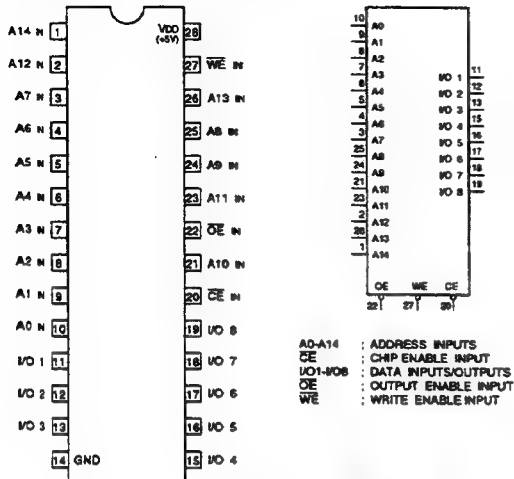 A14 IN 1
A12 IN 2
A7 IN 3
A6 IN 4
A5 IN 5
A4 IN 6
A3 IN 7
A2 IN 8
A1 IN 9
A0 IN 10
I/O 1 11
I/O 2 12
I/O 3 13
14 GND
VDD 28
(+5V)
27 WE IN
26 A13 IN
25 A8 IN
24 A9 IN
23 A11 IN
22 OE IN
21 A10 IN
20 CE IN
19 I/O 8
18 I/O 7
17 I/O 6
16 I/O 5
15 I/O 4
10 A0
9 A1
8 A2
7 A3
6 A4
5 A5
4 A6
3 A7
25 A8
24 A9
21 A10
23 A11
2 A12
26 A13
1 A14
I/O 1 11
I/O 2 12
I/O 3 13
I/O 4 15
I/O 5 16
I/O 6 17
I/O 7 18
I/O 8 19
OE WE CE
22 27 20
A0-A14 : ADDRESS INPUTS
CE : CHIP ENABLE INPUT
I/O1-I/O8 : DATA INPUTS/OUTPUTS
OE : OUTPUT ENABLE INPUT
WE : WRITE ENABLE INPUT